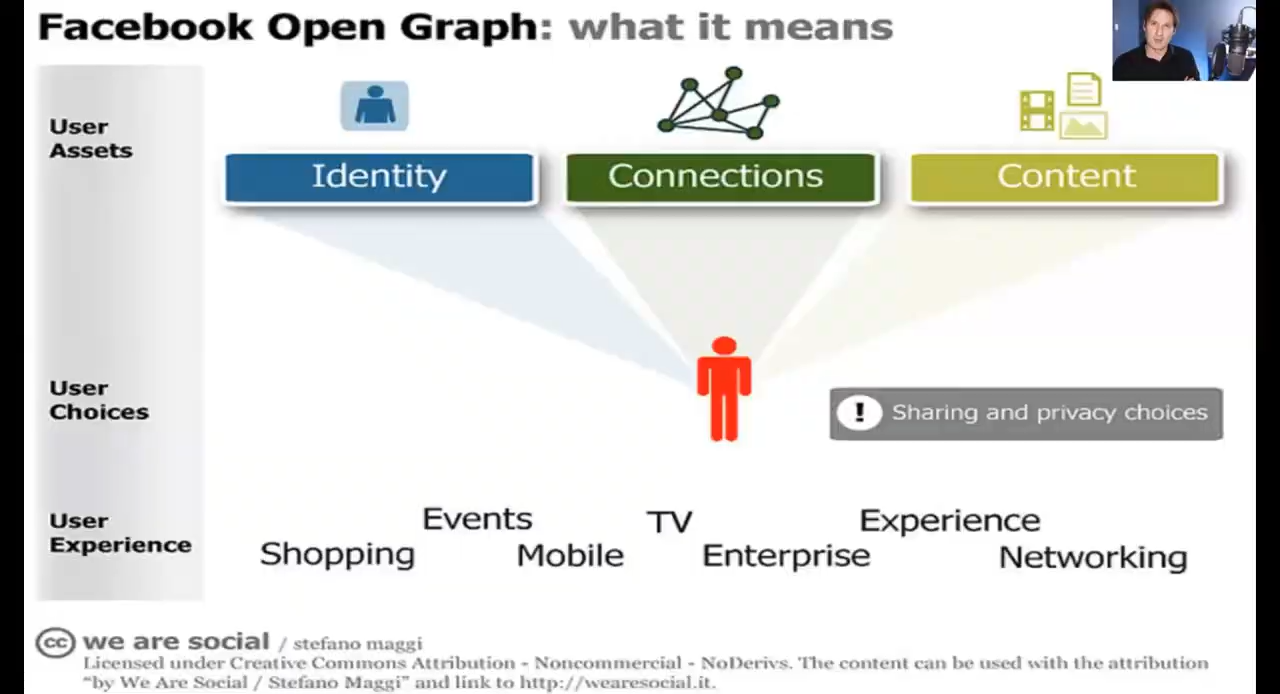 Facebook Open Graph: what it means
User
Assets
Identity
Connections
Content
User
Choices
! Sharing and privacy choices
User
Experience
Events
TV
Experience
Shopping
Mobile
Enterprise
Networking
cc we are social / stefano maggi
Licensed under Creative Commons Attribution - Noncommercial - NoDerivs. The content can be used with the attribution
"by We Are Social / Stefano Maggi" and link to http://wearesocial.it.